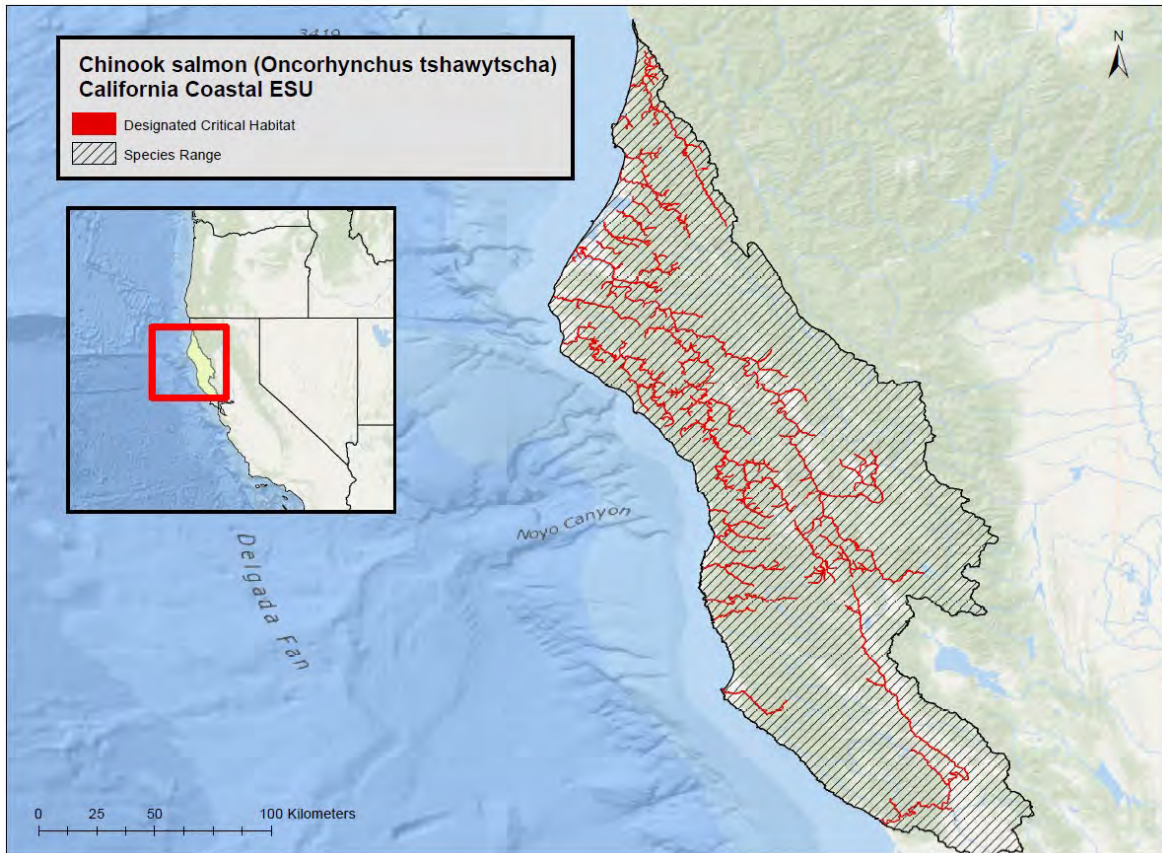 3419
Chinook salmon (Oncorhynchus tshawytscha)
California Coastal ESU
Designated Critical Habitat
Species Range
N
Noyo Canyon
Delgada Fan
0 25 50 100 Kilometers